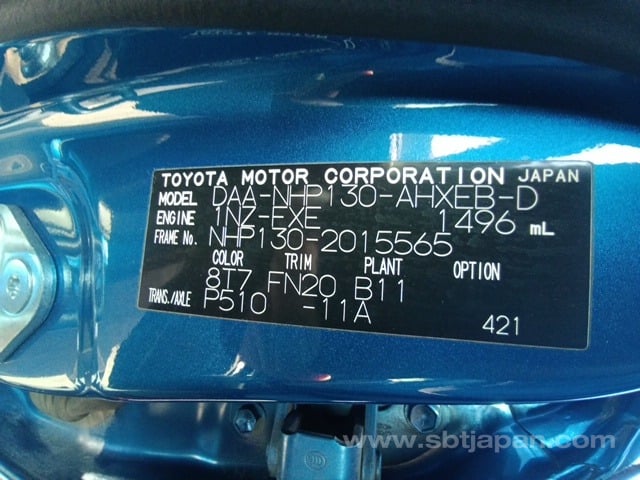 TOYOTA MOTOR CORPORATION JAPAN
MODEL DAA-NHP130-AHXEB-D
ENGINE 1NZ-FXE 1496 mL
FRAME No. NHP130-2015565
COLOR TRIM PLANT OPTION
8T7 FN20 B11
TRANS./AXLE P510 -11A
421
www.sbtjapan.com